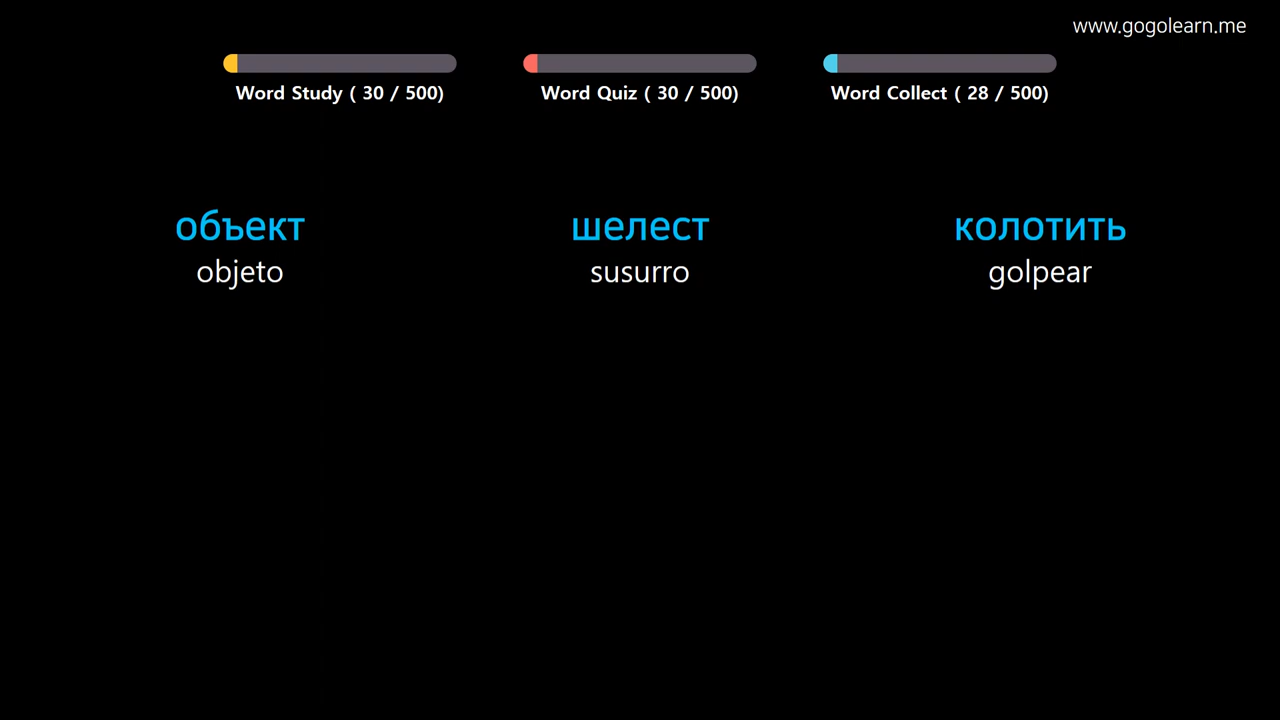 www.gogolearn.me
Word Study ( 30 / 500)
Word Quiz ( 30 / 500)
Word Collect ( 28 / 500)
объект
шелест
колотить
objeto
susurro
golpear